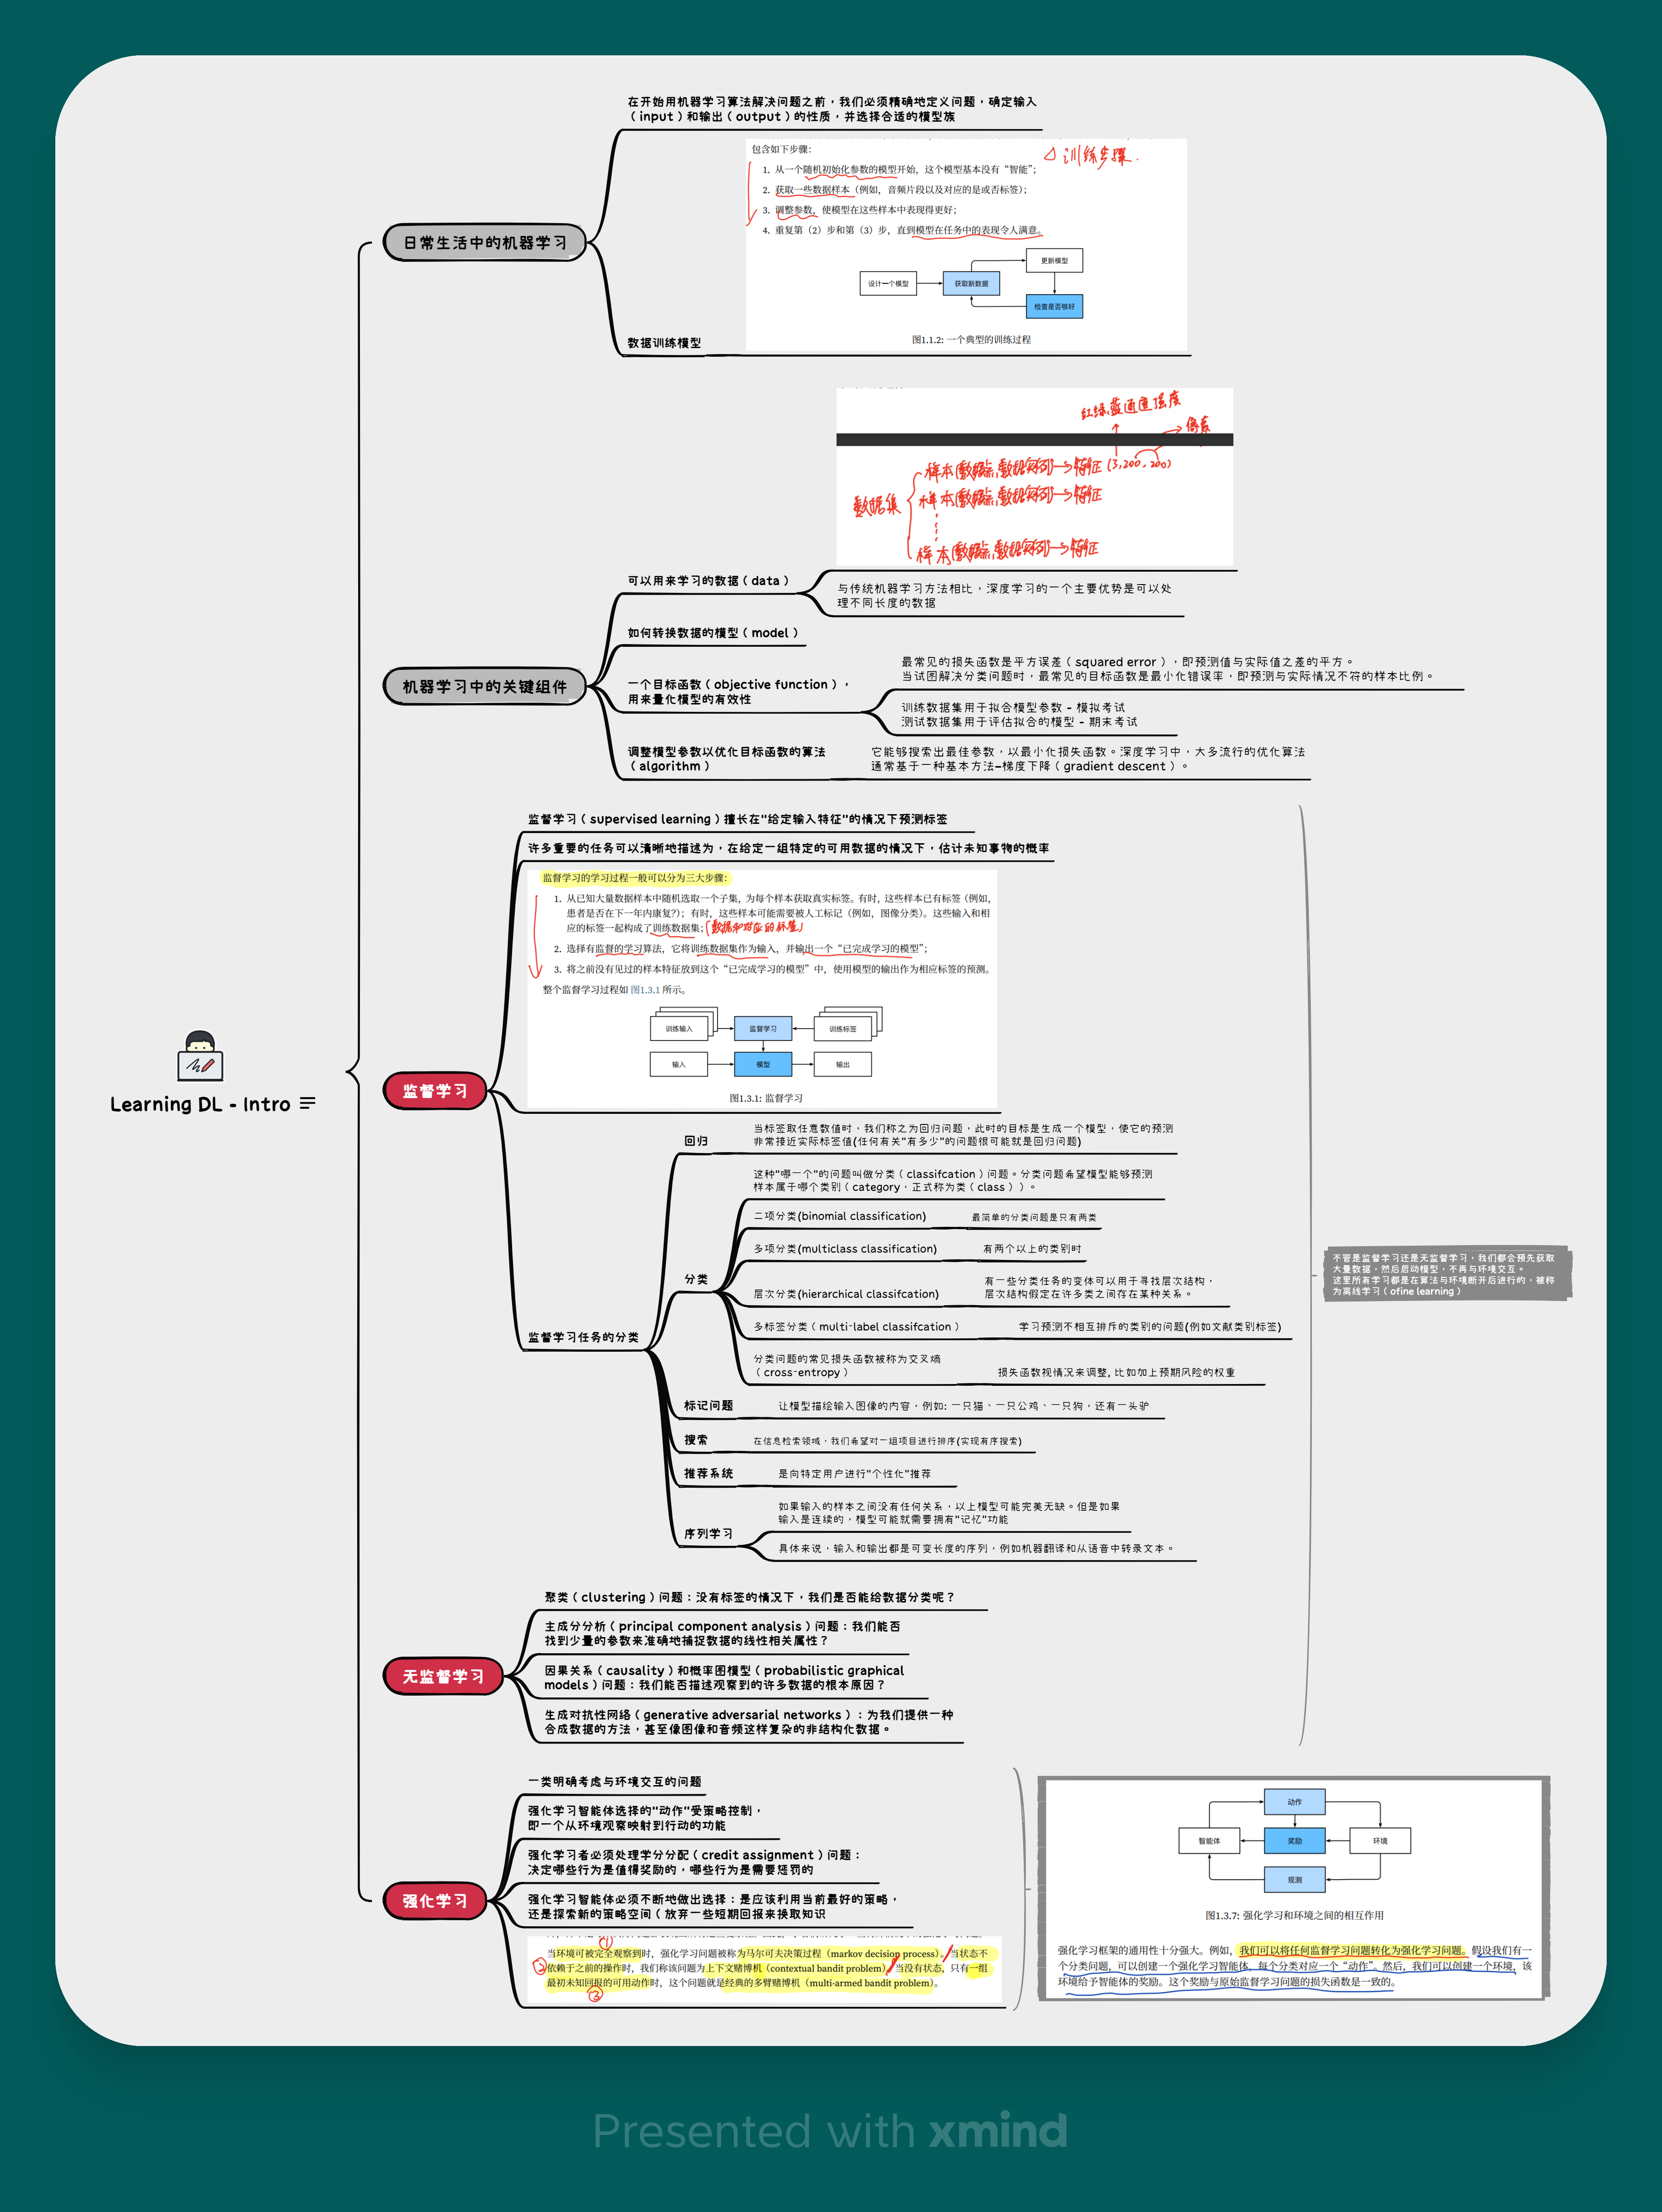 在开始用机器学习算法解决问题之前，我们必须精确地定义问题，确定输入
（input）和输出（output）的性质，并选择合适的模型族
包含如下步骤：
△训练步骤.
1. 从一个随机初始化参数的模型开始，这个模型基本没有“智能”；
2. 获取一些数据样本（例如，音频片段以及对应的是或否标签）；
3. 调整参数，使模型在这些样本中表现得更好；
4. 重复第（2）步和第（3）步，直到模型在任务中的表现令人满意。
更新模型
设计一个模型
获取新数据
检查是否够好
图1.1.2: 一个典型的训练过程
日常生活中的机器学习
数据训练模型
红绿蓝通道强度
像素
样本(数据点,数据实例)→特征(3,200,200)
样本(数据点,数据实例)→特征
数据集
样本(数据点,数据实例)→特征
可以用来学习的数据（data）
与传统机器学习方法相比，深度学习的一个主要优势是可以处
理不同长度的数据
如何转换数据的模型（model）
机器学习中的关键组件
一个目标函数（objective function），
用来量化模型的有效性
最常见的损失函数是平方误差（squared error），即预测值与实际值之差的平方。
当试图解决分类问题时，最常见的目标函数是最小化错误率，即预测与实际情况不符的样本比例。
训练数据集用于拟合模型参数 - 模拟考试
测试数据集用于评估拟合的模型 - 期末考试
调整模型参数以优化目标函数的算法
（algorithm）
它能够搜索出最佳参数，以最小化损失函数。深度学习中，大多流行的优化算法
通常基于一种基本方法–梯度下降（gradient descent）。
监督学习（supervised learning）擅长在“给定输入特征”的情况下预测标签
许多重要的任务可以清晰地描述为，在给定一组特定的可用数据的情况下，估计未知事物的概率
监督学习的学习过程一般可以分为三大步骤：
1. 从已知大量数据样本中随机选取一个子集，为每个样本获取真实标签。有时，这些样本已有标签（例如，
患者是否在下一年内康复?）；有时，这些样本可能需要被人工标记（例如，图像分类）。这些输入和相
应的标签一起构成了训练数据集；(数据和对应的标签)
2. 选择有监督的学习算法，它将训练数据集作为输入，并输出一个“已完成学习的模型”；
3. 将之前没有见过的样本特征放到这个“已完成学习的模型”中，使用模型的输出作为相应标签的预测。
整个监督学习过程如 图1.3.1 所示。
训练输入
监督学习
训练标签
输入
模型
输出
图1.3.1: 监督学习
Learning DL - Intro
监督学习
回归
当标签取任意数值时，我们称之为回归问题，此时的目标是生成一个模型，使它的预测
非常接近实际标签值(任何有关“有多少”的问题很可能就是回归问题)
这种“哪一个”的问题叫做分类（classifcation）问题。分类问题希望模型能够预测
样本属于哪个类别（category，正式称为类（class））。
二项分类(binomial classification)
最简单的分类问题是只有两类
多项分类(multiclass classification)
有两个以上的类别时
分类
层次分类(hierarchical classifcation)
有一些分类任务的变体可以用于寻找层次结构，
层次结构假定在许多类之间存在某种关系。
多标签分类（multi-label classifcation）
学习预测不相互排斥的类别的问题(例如文献类别标签)
分类问题的常见损失函数被称为交叉熵
（cross-entropy）
损失函数视情况来调整, 比如加上预期风险的权重
监督学习任务的分类
标记问题
让模型描绘输入图像的内容，例如: 一只猫、一只公鸡、一只狗，还有一头驴
搜索
在信息检索领域，我们希望对一组项目进行排序(实现有序搜索)
推荐系统
是向特定用户进行“个性化”推荐
序列学习
如果输入的样本之间没有任何关系，以上模型可能完美无缺。但是如果
输入是连续的，模型可能就需要拥有“记忆”功能
具体来说，输入和输出都是可变长度的序列，例如机器翻译和从语音中转录文本。
不管是监督学习还是无监督学习，我们都会预先获取
大量数据，然后启动模型，不再与环境交互。
这里所有学习都是在算法与环境断开后进行的，被称
为离线学习（ofine learning）
无监督学习
聚类（clustering）问题：没有标签的情况下，我们是否能给数据分类呢？
主成分分析（principal component analysis）问题：我们能否
找到少量的参数来准确地捕捉数据的线性相关属性？
因果关系（causality）和概率图模型（probabilistic graphical
models）问题：我们能否描述观察到的许多数据的根本原因？
生成对抗性网络（generative adversarial networks）：为我们提供一种
合成数据的方法，甚至像图像和音频这样复杂的非结构化数据。
强化学习
一类明确考虑与环境交互的问题
强化学习智能体选择的“动作”受策略控制，
即一个从环境观察映射到行动的功能
强化学习者必须处理学分分配（credit assignment）问题：
决定哪些行为是值得奖励的，哪些行为是需要惩罚的
强化学习智能体必须不断地做出选择：是应该利用当前最好的策略，
还是探索新的策略空间（放弃一些短期回报来换取知识
①
当环境可被完全观察到时，强化学习问题被称为马尔可夫决策过程（markov decision process）。当状态不
②依赖于之前的操作时，我们称该问题为上下文赌博机（contextual bandit problem）。当没有状态，只有一组
最初未知回报的可用动作时，这个问题就是经典的多臂赌博机（multi-armed bandit problem）。
③
动作
智能体
奖励
环境
观测
图1.3.7: 强化学习和环境之间的相互作用
强化学习框架的通用性十分强大。例如，我们可以将任何监督学习问题转化为强化学习问题。假设我们有一
个分类问题，可以创建一个强化学习智能体，每个分类对应一个“动作”。然后，我们可以创建一个环境，该
环境给予智能体的奖励。这个奖励与原始监督学习问题的损失函数是一致的。
Presented with xmind